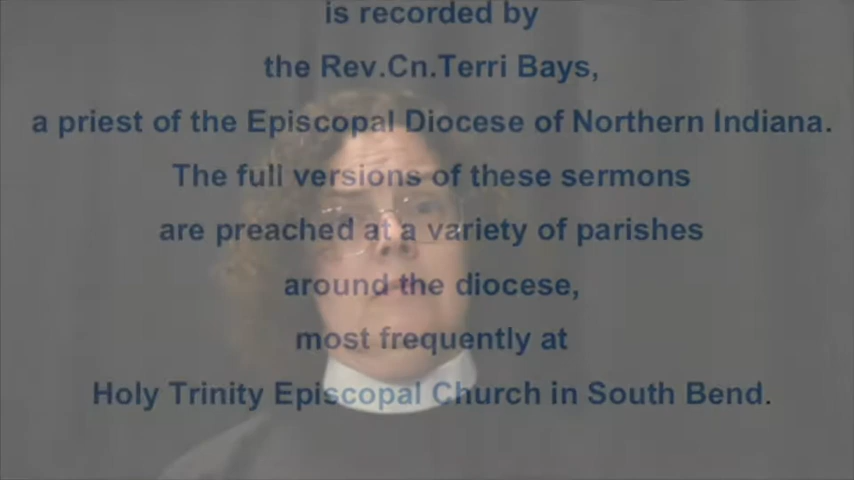 is recorded by
the Rev.Cn.Terri Bays,
a priest of the Episcopal Diocese of Northern Indiana.
The full versions of these sermons
are preached at a variety of parishes
around the diocese,
most frequently at
Holy Trinity Episcopal Church in South Bend.